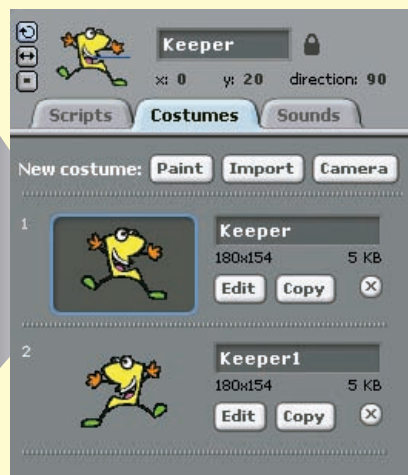 Keeper
x: 0 y: 20 direction: 90
Scripts Costumes Sounds
New costume: Paint Import Camera
1
Keeper
180x154 5 KB
Edit Copy
2
Keeper1
180x154 5 KB
Edit Copy